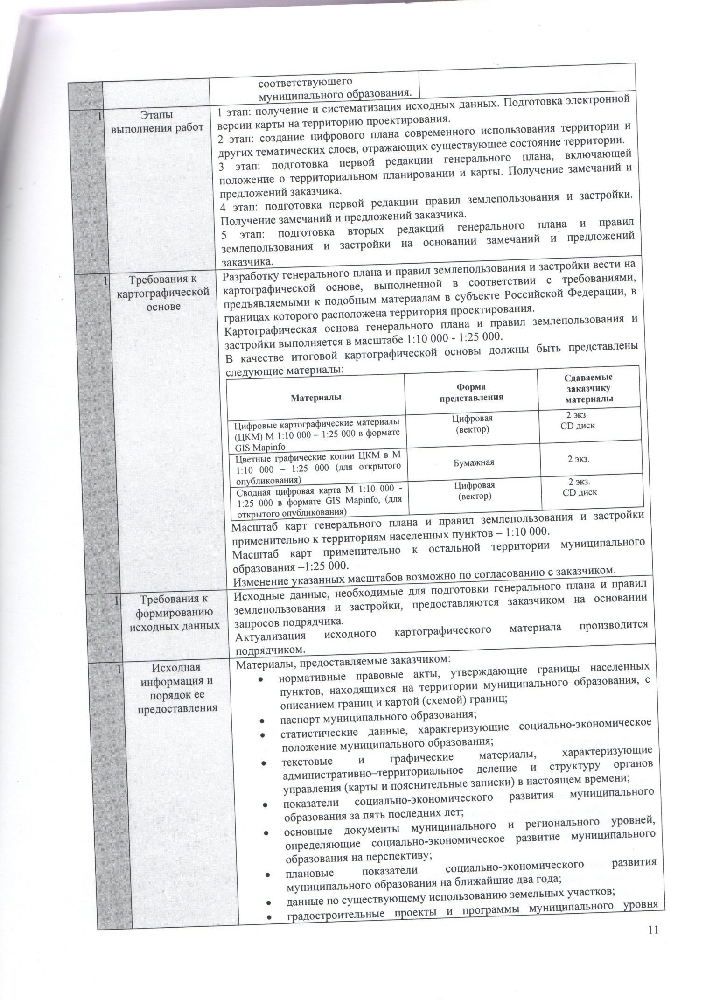 соответствующего
муниципального образования.
1
Этапы
выполнения работ
1 этап: получение и систематизация исходных данных. Подготовка электронной
версии карты на территорию проектирования.
2 этап: создание цифрового плана современного использования территории и
других тематических слоев, отражающих существующее состояние территории.
3 этап: подготовка первой редакции генерального плана, включающей
положение о территориальном планировании и карты. Получение замечаний и
предложений заказчика.
4 этап: подготовка первой редакции правил землепользования и застройки.
Получение замечаний и предложений заказчика.
5 этап: подготовка вторых редакций генерального плана и правил
землепользования и застройки на основании замечаний и предложений
заказчика.
1
Требования к
картографической
основе
Разработку генерального плана и правил землепользования и застройки вести на
картографической основе, выполненной в соответствии с требованиями,
предъявляемыми к подобным материалам в субъекте Российской Федерации, в
границах которого расположена территория проектирования.
Картографическая основа генерального плана и правил землепользования и
застройки выполняется в масштабе 1:10 000 - 1:25 000.
В качестве итоговой картографической основы должны быть представлены
следующие материалы:
Материалы
Форма
представления
Сдаваемые
заказчику
материалы
Цифровые картографические материалы
(ЦКМ) М 1:10 000 – 1:25 000 в формате
GIS Mapinfo
Цифровая
(вектор)
2 экз.
CD диск
Цветные графические копии ЦКМ в М
1:10 000 – 1:25 000 (для открытого
опубликования)
Бумажная
2 экз.
Сводная цифровая карта М 1:10 000 -
1:25 000 в формате GIS Mapinfo, (для
открытого опубликования)
Цифровая
(вектор)
2 экз.
CD диск
Масштаб карт генерального плана и правил землепользования и застройки
применительно к территориям населенных пунктов – 1:10 000.
Масштаб карт применительно к остальной территории муниципального
образования –1:25 000.
Изменение указанных масштабов возможно по согласованию с заказчиком.
1
Требования к
формированию
исходных данных
Исходные данные, необходимые для подготовки генерального плана и правил
землепользования и застройки, предоставляются заказчиком на основании
запросов подрядчика.
Актуализация исходного картографического материала производится
подрядчиком.
1
Исходная
информация и
порядок ее
предоставления
Материалы, предоставляемые заказчиком:
• нормативные правовые акты, утверждающие границы населенных
пунктов, находящихся на территории муниципального образования, с
описанием границ и картой (схемой) границ;
• паспорт муниципального образования;
• статистические данные, характеризующие социально-экономическое
положение муниципального образования;
• текстовые и графические материалы, характеризующие
административно–территориальное деление и структуру органов
управления (карты и пояснительные записки) в настоящем времени;
• показатели социально-экономического развития муниципального
образования за пять последних лет;
• основные документы муниципального и регионального уровней,
определяющие социально-экономическое развитие муниципального
образования на перспективу;
• плановые показатели социально-экономического развития
муниципального образования на ближайшие два года;
• данные по существующему использованию земельных участков;
• градостроительные проекты и программы муниципального уровня
11